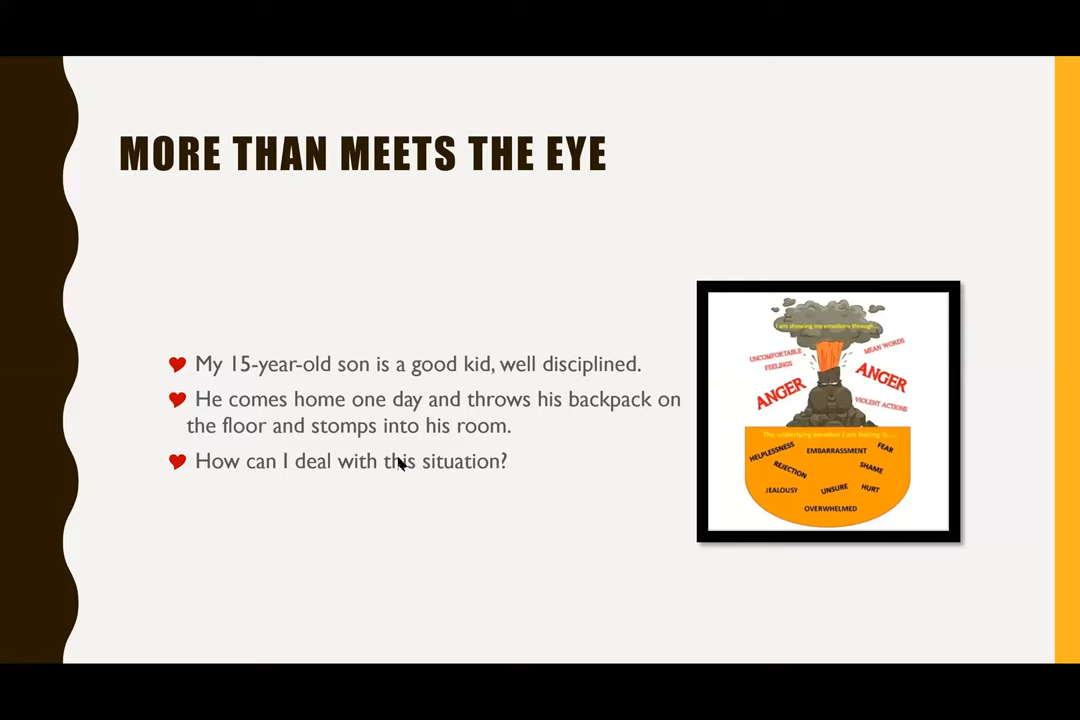 MORE THAN MEETS THE EYE
My 15-year-old son is a good kid, well disciplined.
He comes home one day and throws his backpack on
the floor and stomps into his room.
How can I deal with this situation?
I am showing my emotions through...
UNCOMFORTABLE
FEELINGS
MEAN WORDS
ANGER
ANGER
VIOLENT ACTIONS
The underlying emotion I am feeling is...
HELPLESSNESS
EMBARRASSMENT
FEAR
REJECTION
SHAME
JEALOUSY
UNSURE
HURT
OVERWHELMED